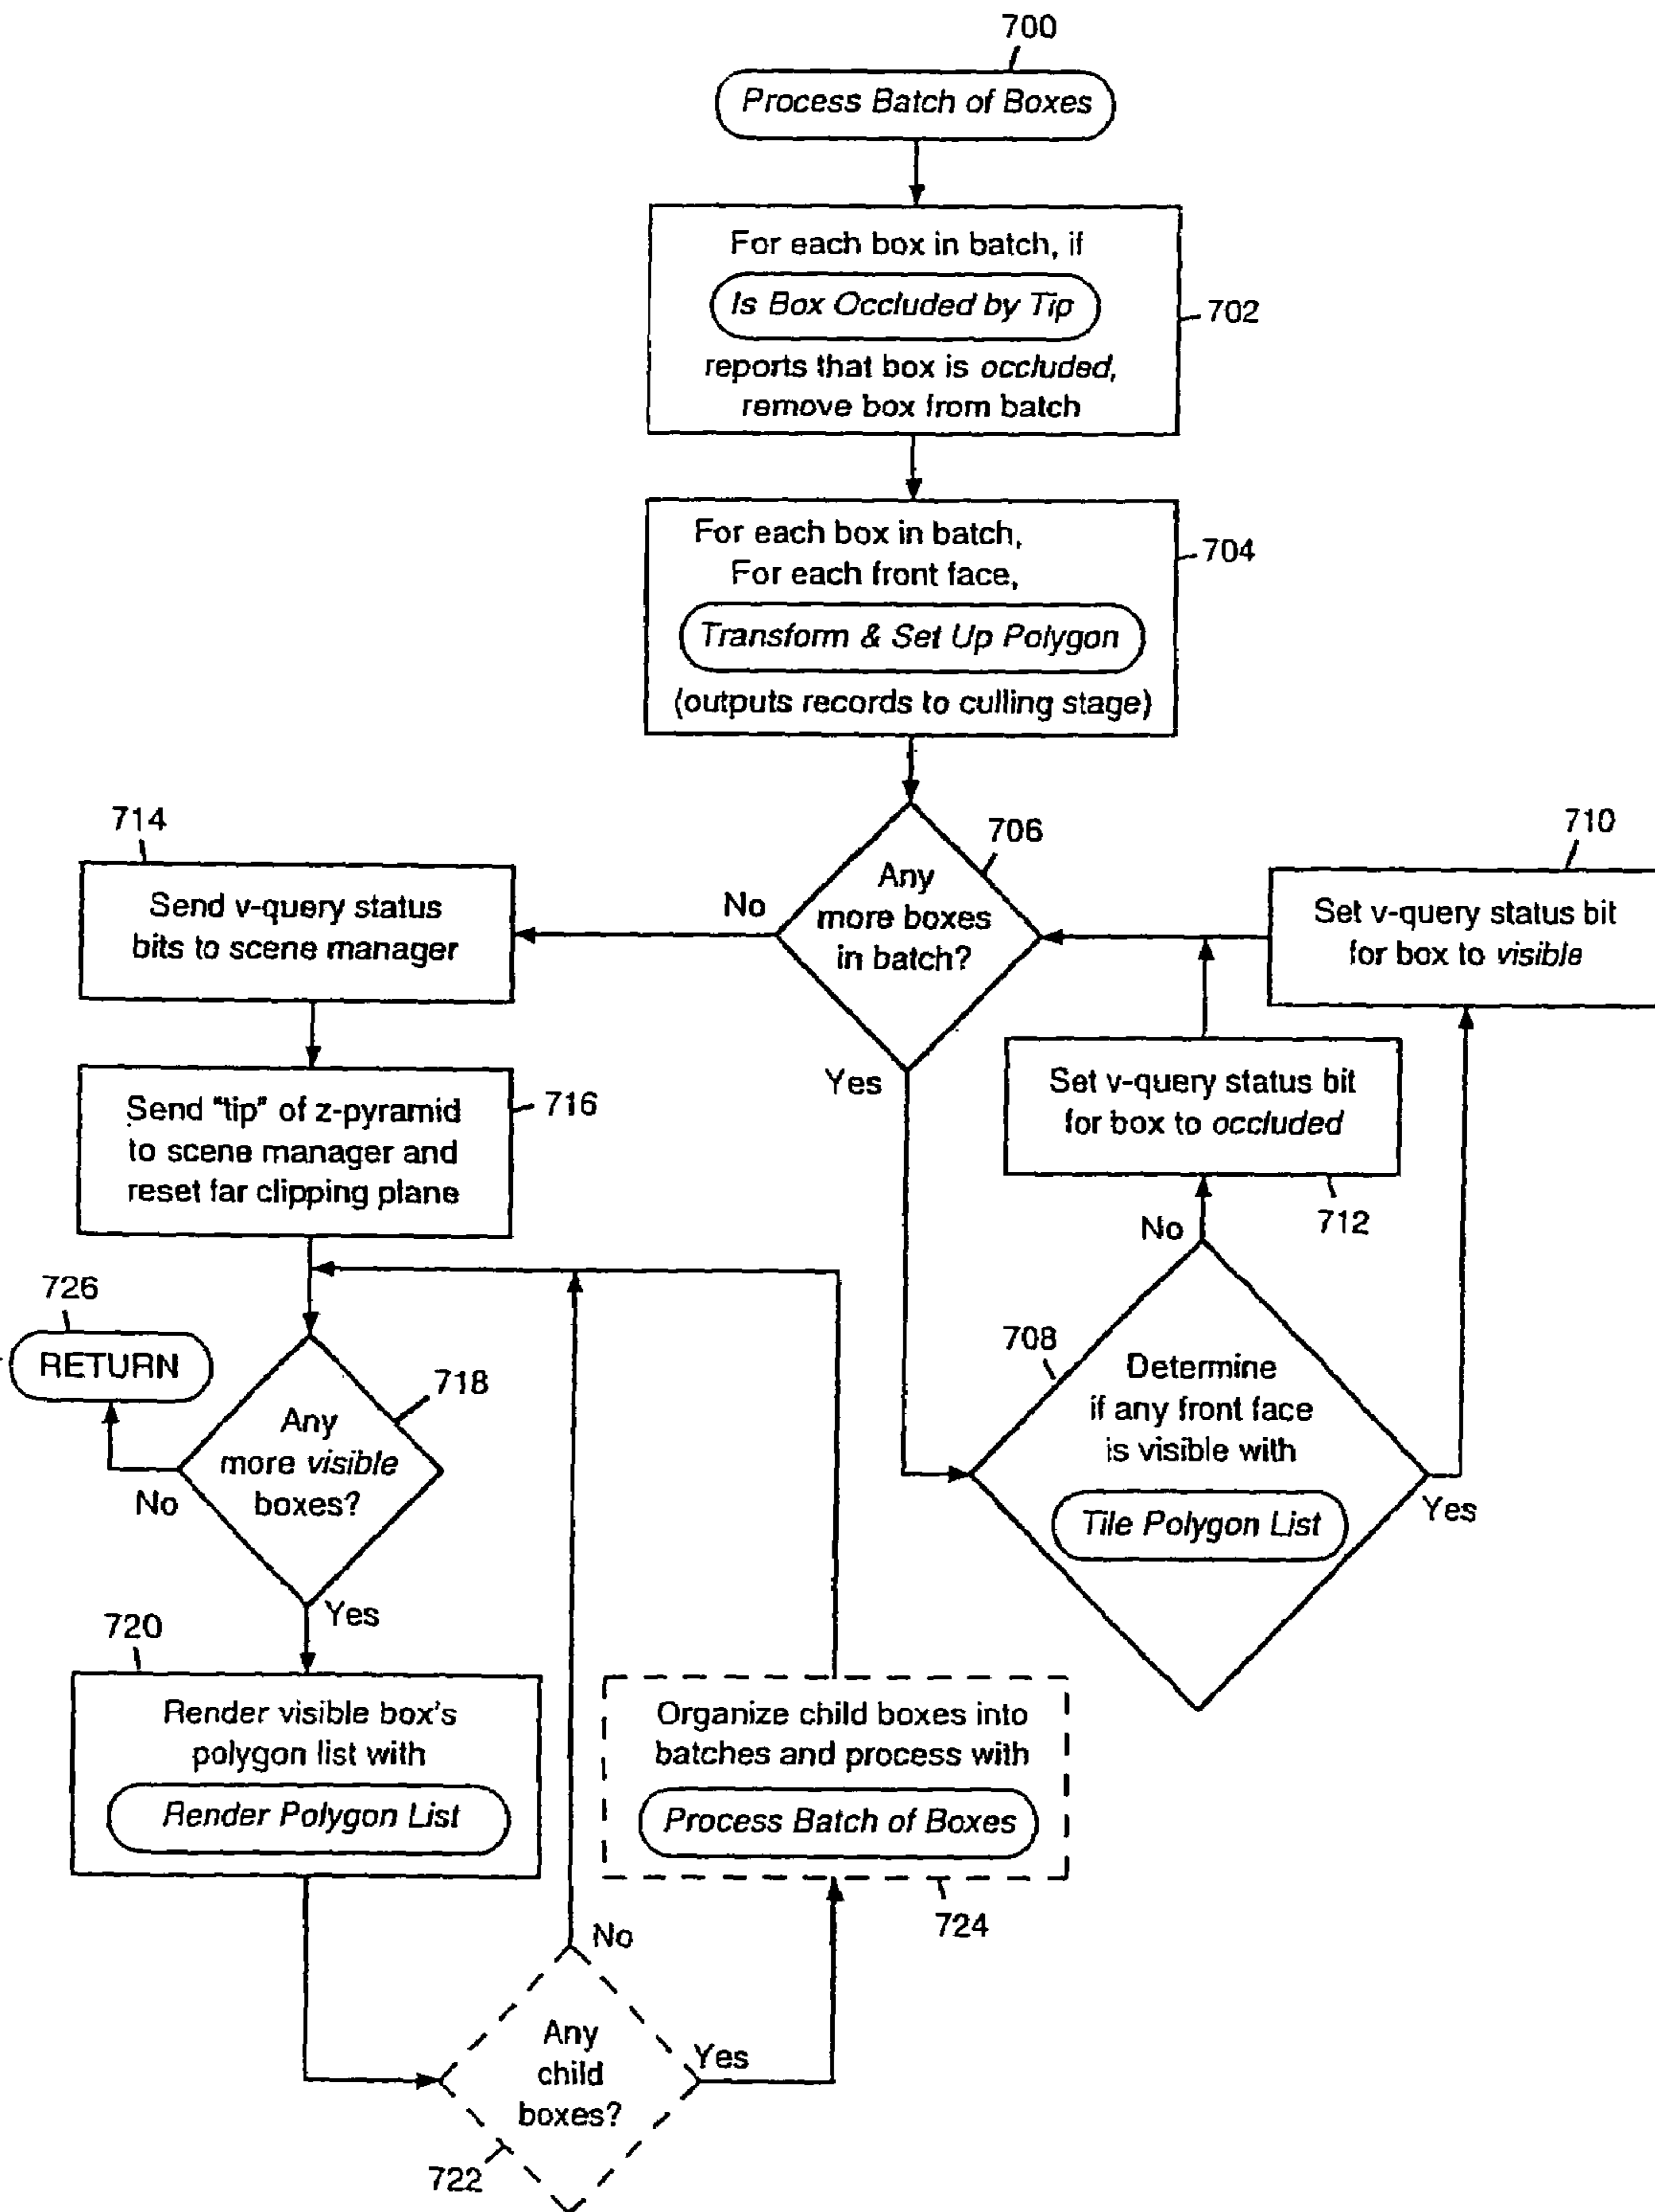 700
Process Batch of Boxes
For each box in batch, if
Is Box Occluded by Tip
reports that box is occluded,
remove box from batch
702
For each box in batch,
For each front face,
Transform & Set Up Polygon
(outputs records to culling stage)
704
706
Any
more boxes
in batch?
No
Yes
714
Send v-query status
bits to scene manager
710
Set v-query status bit
for box to visible
Set v-query status bit
for box to occluded
712
Send "tip" of z-pyramid
to scene manager and
reset far clipping plane
716
No
708
Determine
if any front face
is visible with
Tile Polygon List
Yes
726
RETURN
718
Any
more visible
boxes?
No
Yes
720
Render visible box's
polygon list with
Render Polygon List
Organize child boxes into
batches and process with
Process Batch of Boxes
724
No
Any
child
boxes?
Yes
722